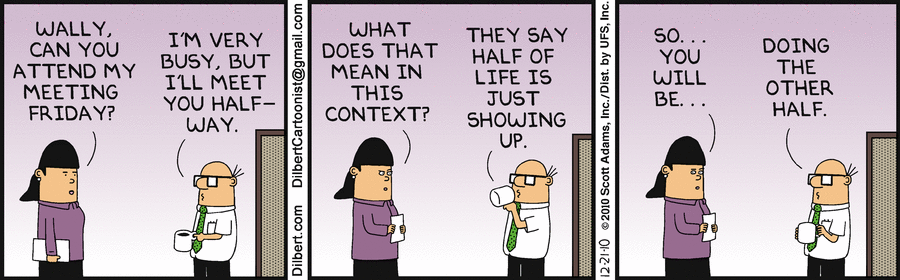 WALLY,
CAN YOU
ATTEND MY
MEETING
FRIDAY?
I'M VERY
BUSY, BUT
I'LL MEET
YOU HALF-
WAY.
Dilbert.com DilbertCartoonist@gmail.com
WHAT
DOES THAT
MEAN IN
THIS
CONTEXT?
THEY SAY
HALF OF
LIFE IS
JUST
SHOWING
UP.
12-21-10 © 2010 Scott Adams, Inc./Dist. by UFS, Inc.
SO...
YOU
WILL
BE...
DOING
THE
OTHER
HALF.